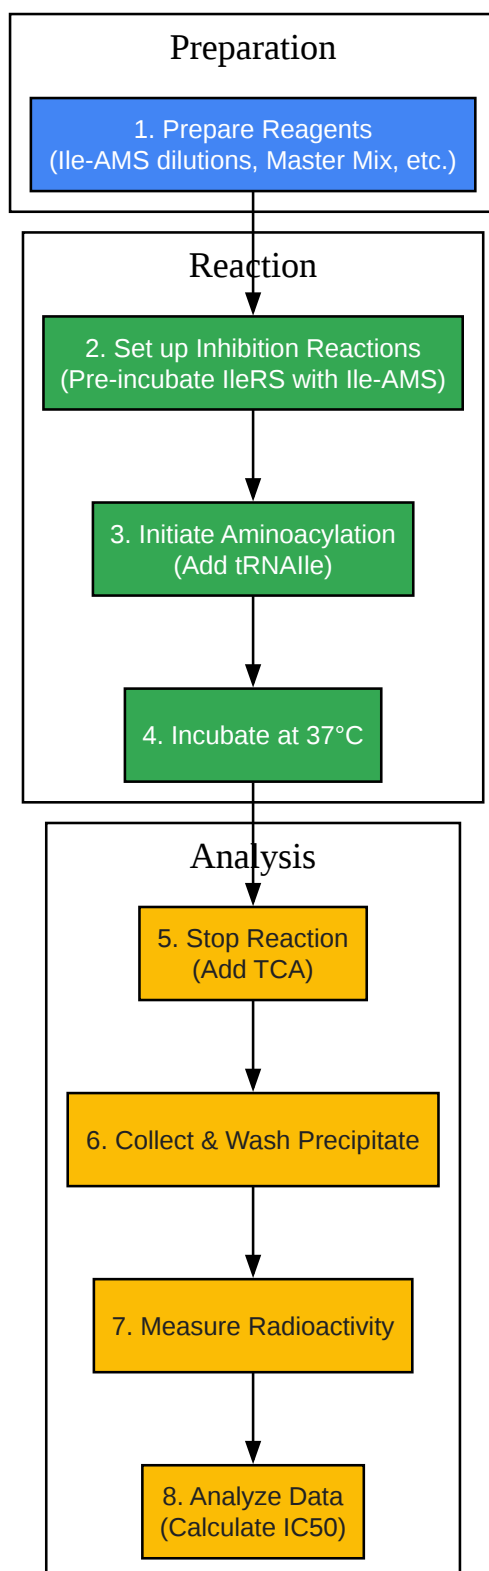 Preparation
1. Prepare Reagents
(Ile-AMS dilutions, Master Mix, etc.)
Reaction
2. Set up Inhibition Reactions
(Pre-incubate IleRS with Ile-AMS)
3. Initiate Aminoacylation
(Add tRNAIle)
4. Incubate at 37°C
Analysis
5. Stop Reaction
(Add TCA)
6. Collect & Wash Precipitate
7. Measure Radioactivity
8. Analyze Data
(Calculate IC50)